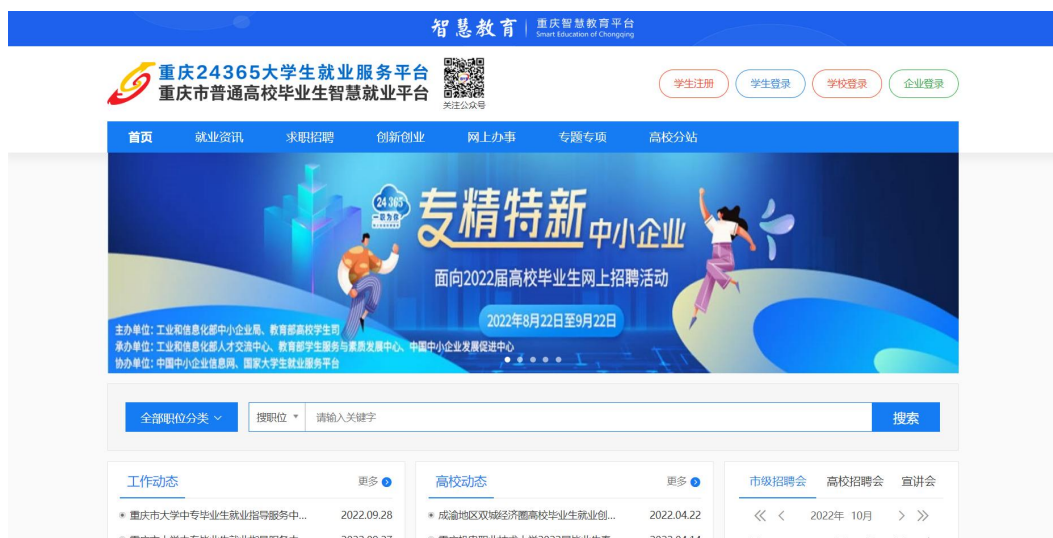 智慧教育 重庆智慧教育平台
Smart Education of Chongqing
重庆24365大学生就业服务平台
重庆市普通高校毕业生智慧就业平台
关注公众号
学生注册 学生登录 学校登录 企业登录
首页 就业资讯 求职招聘 创新创业 网上办事 专题专项 高校分站
24365
专精特新中小企业
面向2022届高校毕业生网上招聘活动
2022年8月22日至9月22日
主办单位：工业和信息化部中小企业局、教育部高校学生司
承办单位：工业和信息化部人才交流中心、教育部学生服务与素质发展中心、中国中小企业发展促进中心
协办单位：中国中小企业信息网、国家大学生就业服务平台
全部职位分类 搜职位 请输入关键字 搜索
工作动态 更多 高校动态 更多 市级招聘会 高校招聘会 宣讲会
重庆市大学中专毕业生就业指导服务中... 2022.09.28 成渝地区双城经济圈高校毕业生就业创... 2022.04.22 2022年 10月